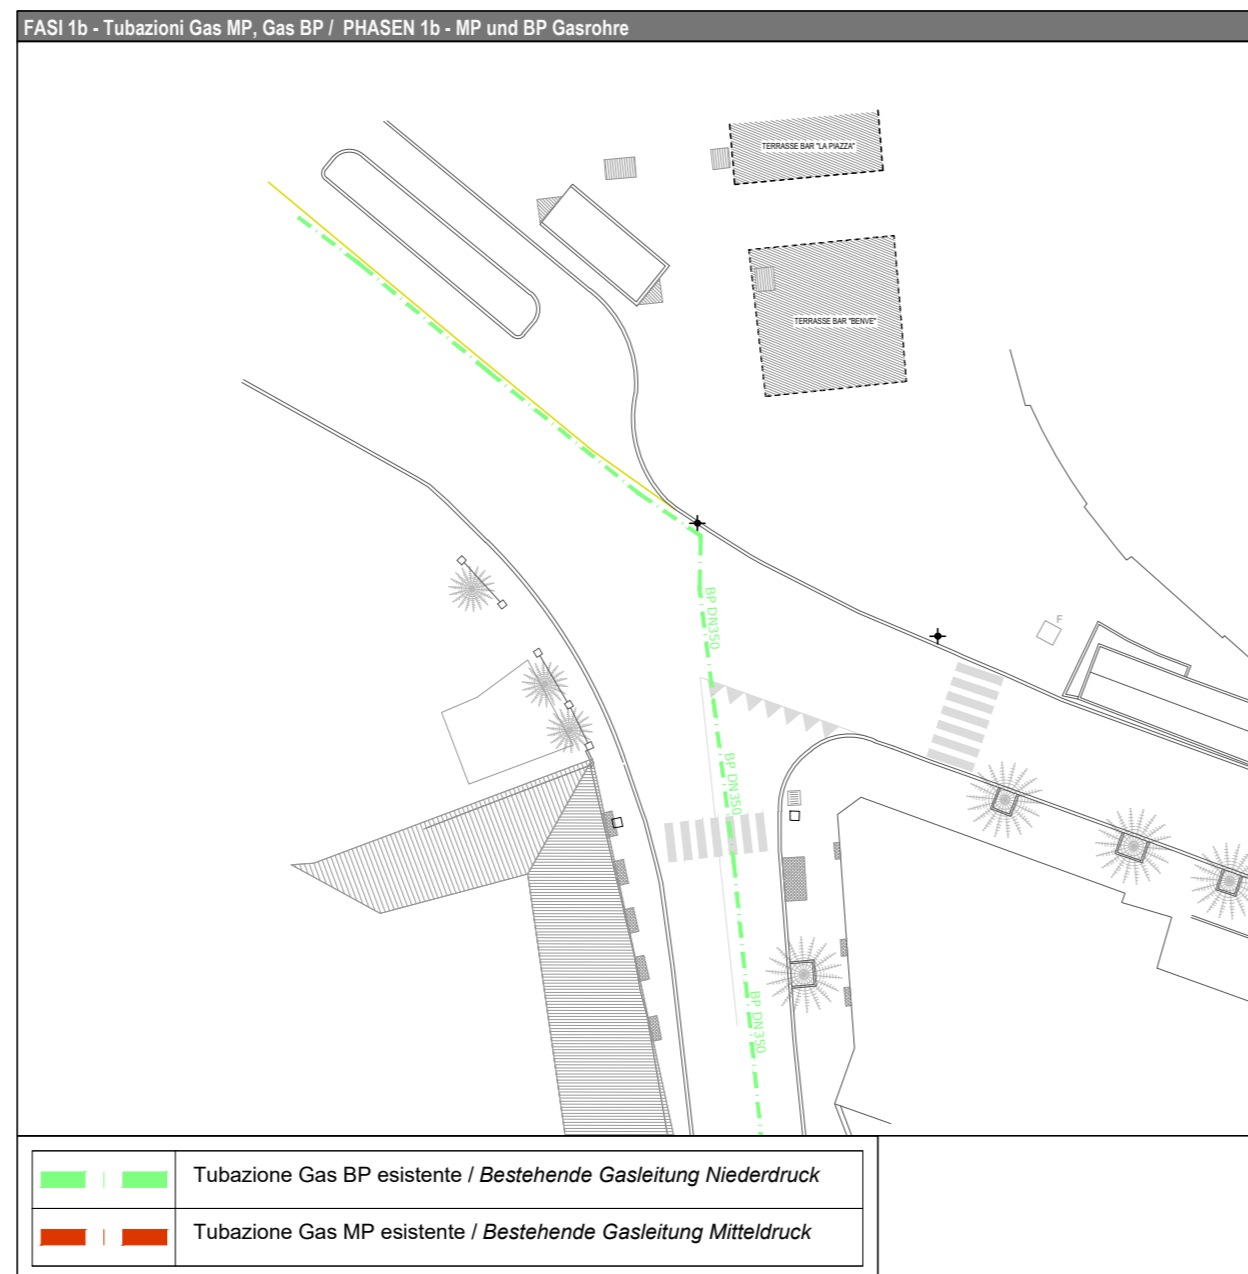 FASI 1b - Tubazioni Gas MP, Gas BP / PHASEN 1b - MP und BP Gasrohre
TERRASSE BAR "LA PIAZZA"
TERRASSE BAR "BENVE"
BP DN350
F
BP DN350
BP DN350
Tubazione Gas BP esistente / Bestehende Gasleitung Niederdruck
Tubazione Gas MP esistente / Bestehende Gasleitung Mitteldruck